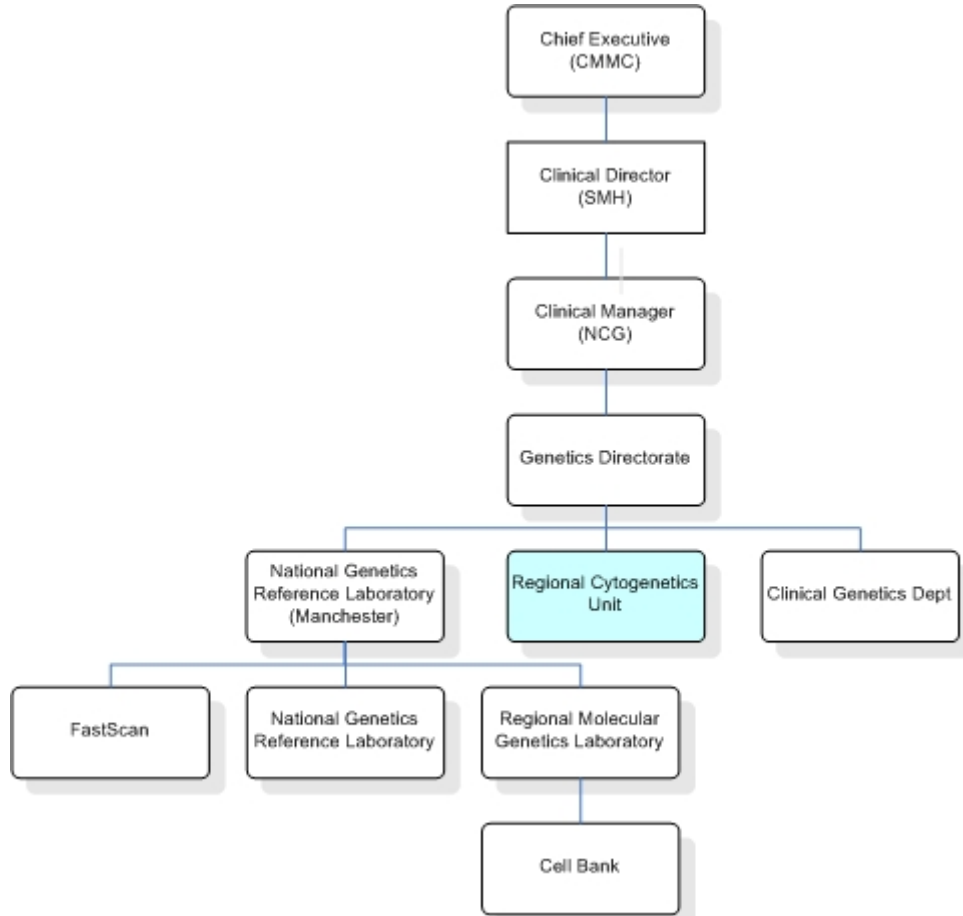 Chief Executive
(CMMC)
Clinical Director
(SMH)
Clinical Manager
(NCG)
Genetics Directorate
National Genetics
Reference Laboratory
(Manchester)
Regional Cytogenetics
Unit
Clinical Genetics Dept
FastScan
National Genetics
Reference Laboratory
Regional Molecular
Genetics Laboratory
Cell Bank